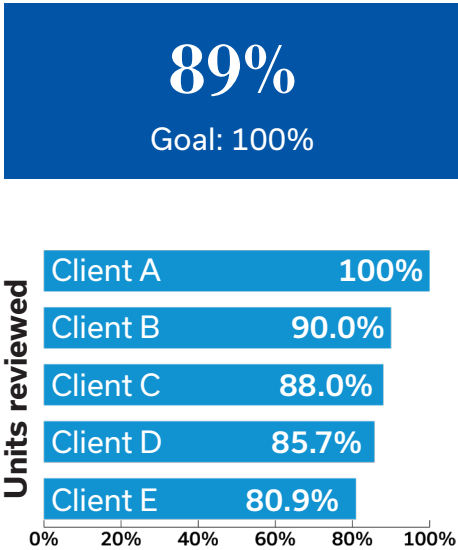 89%
Goal: 100%
Units reviewed
Client A 100%
Client B 90.0%
Client C 88.0%
Client D 85.7%
Client E 80.9%
0% 20% 40% 60% 80% 100%